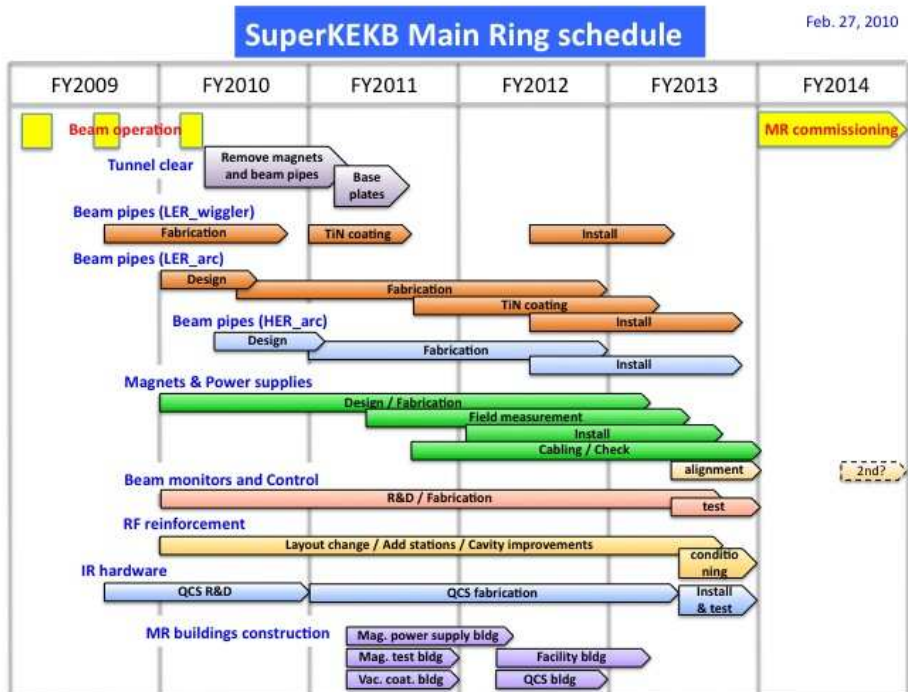 SuperKEKB Main Ring schedule
Feb. 27, 2010
FY2009 FY2010 FY2011 FY2012 FY2013 FY2014
Beam operation
MR commissioning
Tunnel clear
Remove magnets
and beam pipes
Base
plates
Beam pipes (LER_wiggler)
Fabrication
TiN coating
Install
Beam pipes (LER_arc)
Design
Fabrication
TiN coating
Install
Beam pipes (HER_arc)
Design
Fabrication
Install
Magnets & Power supplies
Design / Fabrication
Field measurement
Install
Cabling / Check
alignment
2nd?
Beam monitors and Control
R&D / Fabrication
test
RF reinforcement
Layout change / Add stations / Cavity improvements
conditio
ning
IR hardware
QCS R&D
QCS fabrication
Install
& test
MR buildings construction
Mag. power supply bldg
Mag. test bldg
Facility bldg
Vac. coat. bldg
QCS bldg